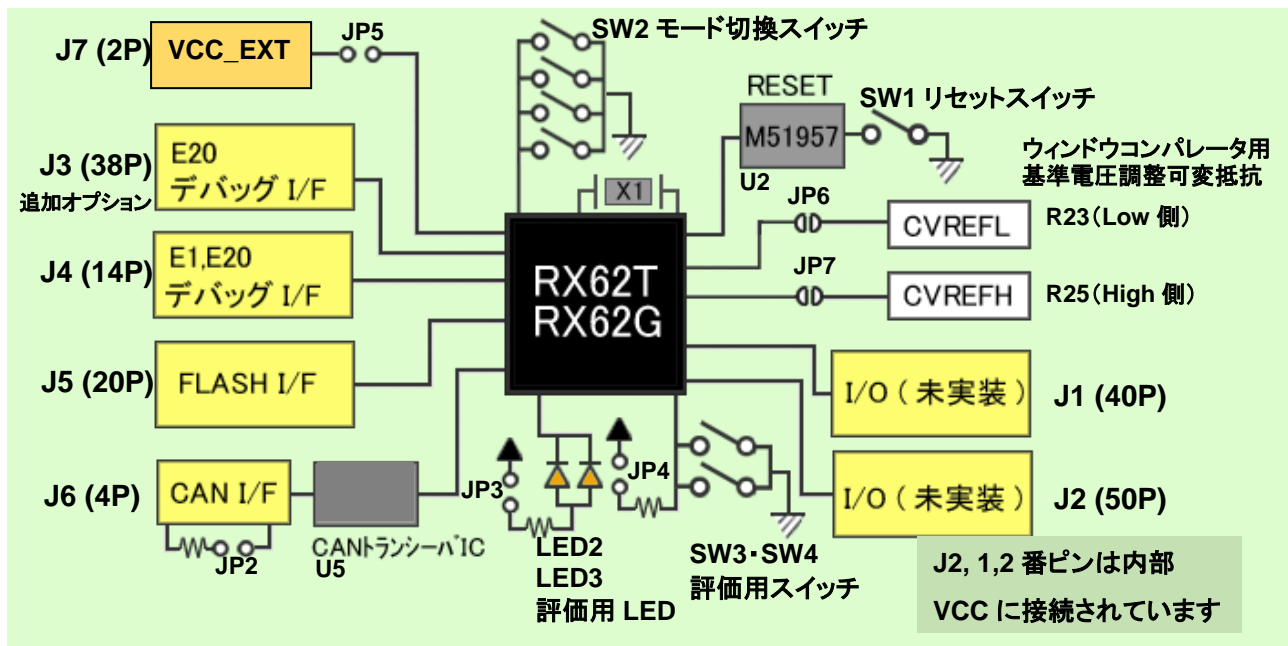 J7 (2P)
VCC_EXT
JP5
SW2 モード切換スイッチ
J3 (38P)
追加オプション
E20
デバッグ I/F
J4 (14P)
E1,E20
デバッグ I/F
J5 (20P)
FLASH I/F
J6 (4P)
CAN I/F
JP2
CANトランシーバIC
U5
X1
RX62T
RX62G
RESET
M51957
U2
SW1 リセットスイッチ
ウィンドウコンパレータ用
基準電圧調整可変抵抗
JP6
CVREFL
R23(Low 側)
JP7
CVREFH
R25(High 側)
I/O ( 未実装 )
J1 (40P)
I/O ( 未実装 )
J2 (50P)
JP3
LED2
LED3
評価用 LED
JP4
SW3・SW4
評価用スイッチ
J2, 1,2 番ピンは内部
VCC に接続されています